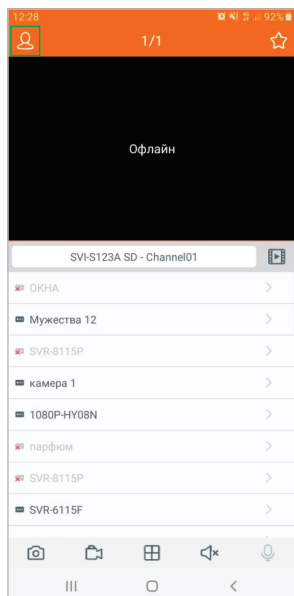 12:28 92%
1/1
Офлайн
SVI-S123A SD - Channel01
ОКНА
Мужества 12
SVR-8115P
камера 1
1080P-HY08N
парфюм
SVR-8115P
SVR-6115F